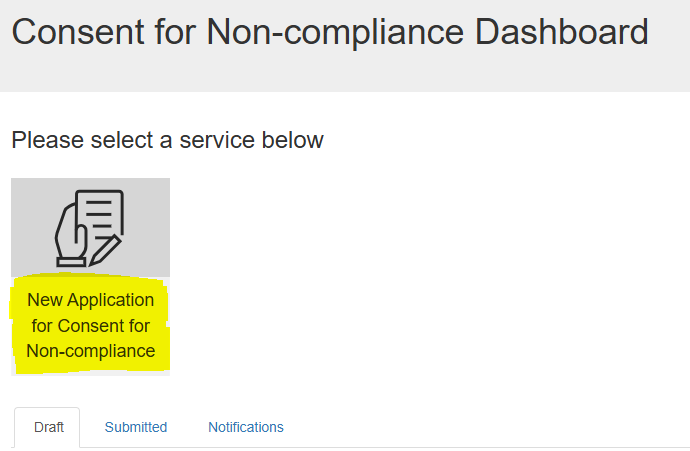 Consent for Non-compliance Dashboard
Please select a service below
New Application
for Consent for
Non-compliance
Draft Submitted Notifications